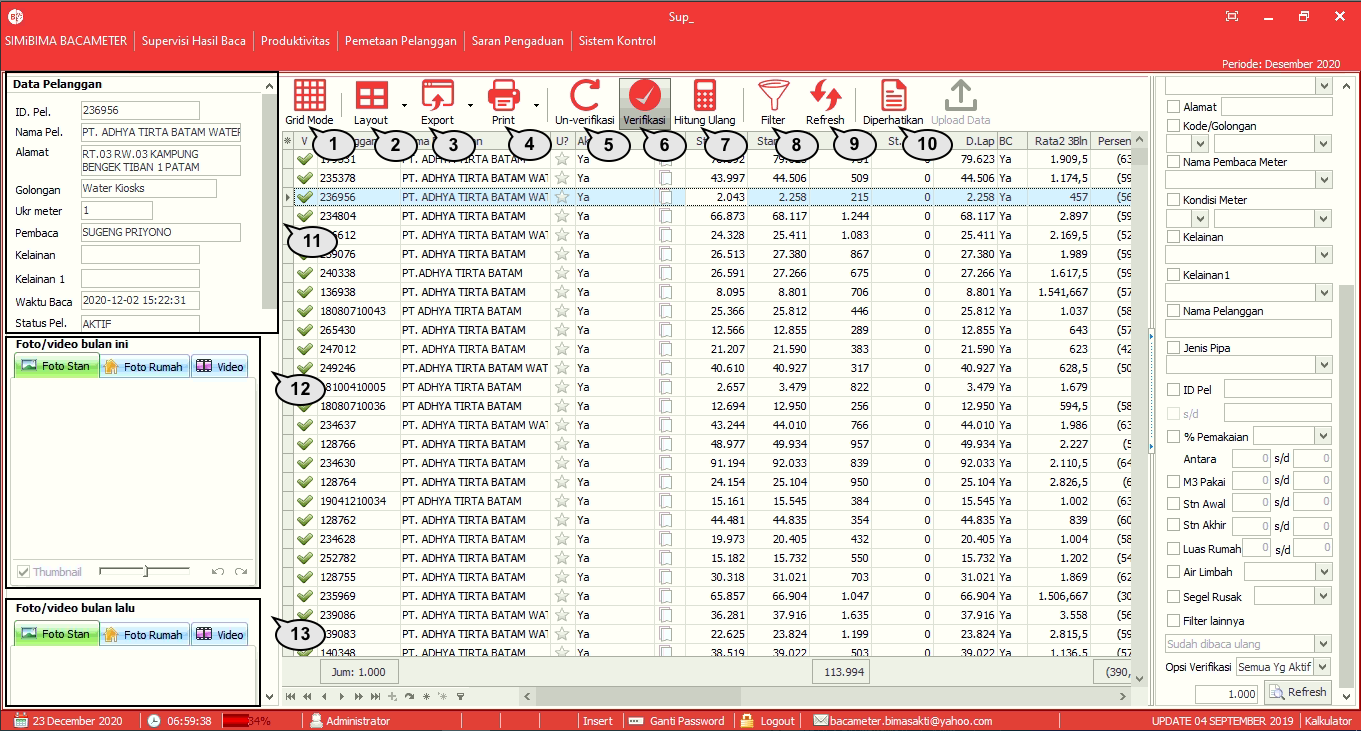 Sup_
SIMiBIMA BACAMETER Supervisi Hasil Baca Produktivitas Pemetaan Pelanggan Saran Pengaduan Sistem Kontrol
Periode: Desember 2020
Data Pelanggan
ID. Pel. 236956
Nama Pel. PT. ADHYA TIRTA BATAM WATER
Alamat RT.03 RW.03 KAMPUNG
BENGEK TIBAN 1 PATAM
Golongan Water Kiosks
Ukr meter 1
Pembaca SUGENG PRIYONO
Kelainan
Kelainan 1
Waktu Baca 2020-12-02 15:22:31
Status Pel. AKTIF
Foto/video bulan ini
Foto Stan Foto Rumah Video
Thumbnail
Foto/video bulan lalu
Foto Stan Foto Rumah Video
Grid Mode Layout Export Print Un-verifikasi Verifikasi Hitung Ulang Filter Refresh Diperhatikan Upload Data
1 2 3 4 5 6 7 8 9 10
11
12
13
V U? D.Lap BC Rata2 3Bln Persen
PT. ADHYA TIRTA BATAM Ya 79.623 Ya 1.909,5 (63
235378 PT. ADHYA TIRTA BATAM WAT Ya 43.997 44.506 509 0 44.506 Ya 1.174,5 (59
236956 PT. ADHYA TIRTA BATAM WAT Ya 2.043 2.258 215 0 2.258 Ya 457 (56
234804 PT. ADHYA TIRTA BATAM Ya 66.873 68.117 1.244 0 68.117 Ya 2.897 (59
6612 PT. ADHYA TIRTA BATAM WAT Ya 24.328 25.411 1.083 0 25.411 Ya 2.169,5 (52
239076 PT. ADHYA TIRTA BATAM Ya 26.513 27.380 867 0 27.380 Ya 1.989 (59
240338 PT.ADHYA TIRTA BATAM Ya 26.591 27.266 675 0 27.266 Ya 1.617,5 (59
136938 PT. ADHYA TIRTA BATAM Ya 8.095 8.801 706 0 8.801 Ya 1.541,667 (57
18080710043 PT. ADHYA TIRTA BATAM Ya 25.366 25.812 446 0 25.812 Ya 1.037 (58
265430 PT. ADHYA TIRTA BATAM Ya 12.566 12.855 289 0 12.855 Ya 643 (57
247012 PT. ADHYA TIRTA BATAM Ya 21.207 21.590 383 0 21.590 Ya 623 (42
249246 PT.ADHYA TIRTA BATAM WAT Ya 40.610 40.927 317 0 40.927 Ya 628,5 (50
18100410005 PT ADHYA TIRTA BATAM Ya 2.657 3.479 822 0 3.479 Ya 1.679
18080710036 PT ADHYA TIRTA BATAM Ya 12.694 12.950 256 0 12.950 Ya 594,5 (58
234637 PT. ADHYA TIRTA BATAM WAT Ya 43.244 44.010 766 0 44.010 Ya 1.986 (63
128766 PT. ADHYA TIRTA BATAM Ya 48.977 49.934 957 0 49.934 Ya 2.227 (5
234630 PT. ADHYA TIRTA BATAM Ya 91.194 92.033 839 0 92.033 Ya 2.110,5 (64
128764 PT. ADHYA TIRTA BATAM Ya 24.154 25.104 950 0 25.104 Ya 2.826,5 (6
19041210034 PT ADHYA TIRTA BATAM Ya 15.161 15.545 384 0 15.545 Ya 1.002 (63
128762 PT. ADHYA TIRTA BATAM Ya 44.481 44.835 354 0 44.835 Ya 839 (60
234628 PT. ADHYA TIRTA BATAM Ya 19.973 20.405 432 0 20.405 Ya 1.004 (58
252782 PT. ADHYA TIRTA BATAM Ya 15.182 15.732 550 0 15.732 Ya 1.202 (54
128755 PT. ADHYA TIRTA BATAM Ya 30.318 31.021 703 0 31.021 Ya 1.869 (62
235969 PT. ADHYA TIRTA BATAM Ya 65.857 66.904 1.047 0 66.904 Ya 1.506,667 (30
239086 PT. ADHYA TIRTA BATAM WAT Ya 36.281 37.916 1.635 0 37.916 Ya 3.558 (56
239083 PT. ADHYA TIRTA BATAM WAT Ya 22.625 23.824 1.199 0 23.824 Ya 2.815,5 (59
140348 PT. ADHYA TIRTA BATAM Ya 38.519 39.022 503 0 39.022 Ya 1.136,5 (57
Jum: 1.000 113.994 (390,
Alamat
Kode/Golongan
Nama Pembaca Meter
Kondisi Meter
Kelainan
Kelainan1
Nama Pelanggan
Jenis Pipa
ID Pel
s/d
% Pemakaian
Antara 0 s/d 0
M3 Pakai 0 s/d 0
Stn Awal 0 s/d 0
Stn Akhir 0 s/d 0
Luas Rumah 0 s/d 0
Air Limbah
Segel Rusak
Filter lainnya
Sudah dibaca ulang
Opsi Verifikasi Semua Yg Aktif
1.000 Refresh
23 December 2020 06:59:38 34% Administrator Insert Ganti Password Logout bacameter.bimasakti@yahoo.com UPDATE 04 SEPTEMBER 2019 Kalkulator